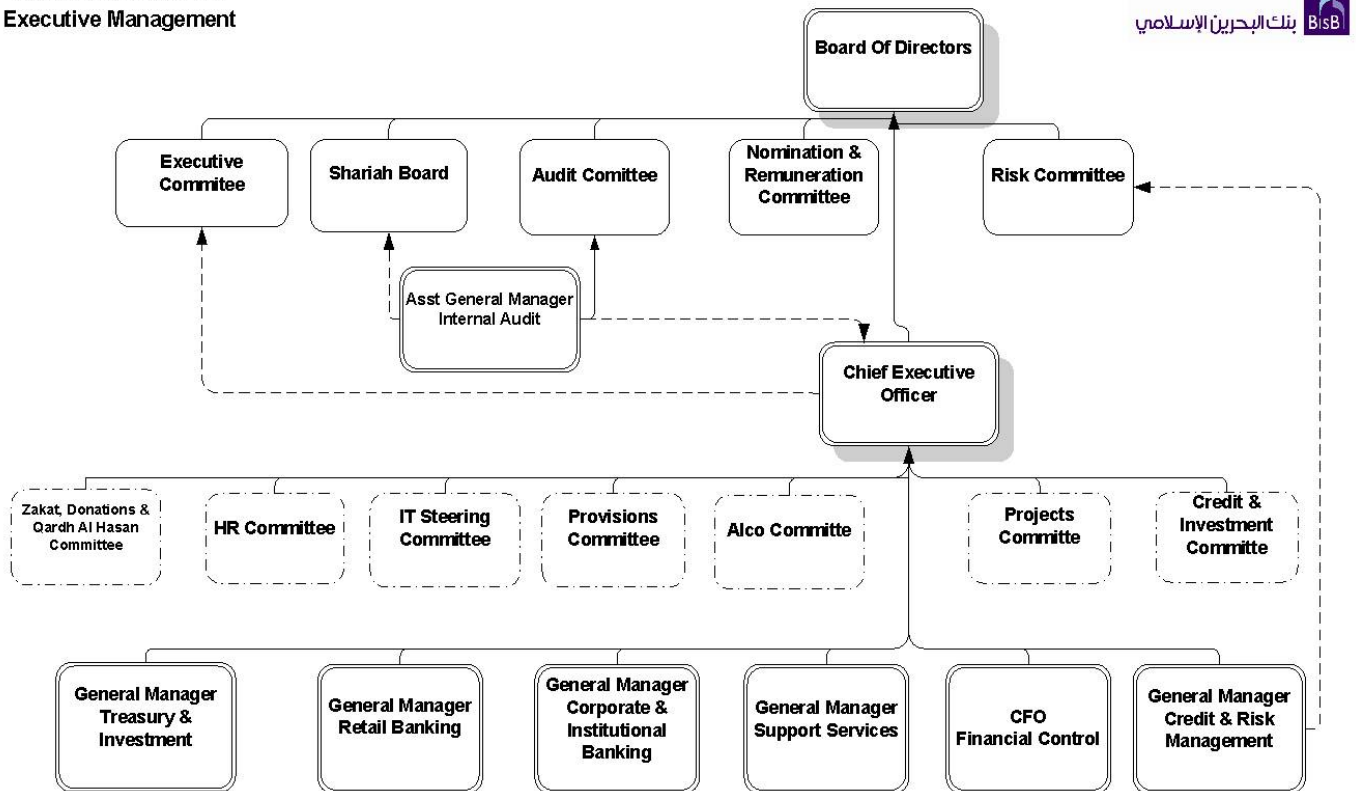 Executive Management
بنك البحرين الإسلامي
BisB
Board Of Directors
Executive
Commitee
Shariah Board
Audit Comittee
Nomination &
Remuneration
Committee
Risk Committee
Asst General Manager
Internal Audit
Chief Executive
Officer
Zakat, Donations &
Qardh Al Hasan
Committee
HR Committee
IT Steering
Committee
Provisions
Committee
Alco Committe
Projects
Committe
Credit &
Investment
Committe
General Manager
Treasury &
Investment
General Manager
Retail Banking
General Manager
Corporate &
Institutional
Banking
General Manager
Support Services
CFO
Financial Control
General Manager
Credit & Risk
Management